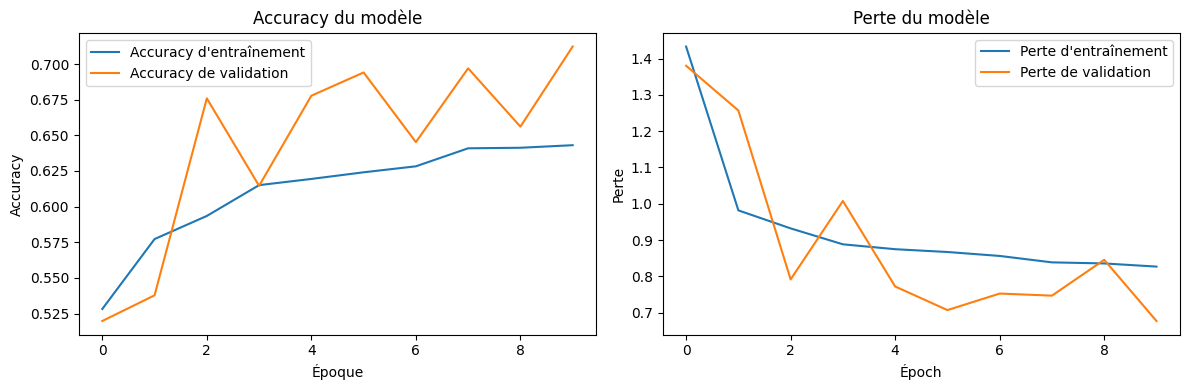 Accuracy du modèle
Accuracy d'entraînement
Accuracy de validation
Accuracy
0.700
0.675
0.650
0.625
0.600
0.575
0.550
0.525
0 2 4 6 8
Époque
Perte du modèle
Perte d'entraînement
Perte de validation
Perte
1.4
1.3
1.2
1.1
1.0
0.9
0.8
0.7
0 2 4 6 8
Époch